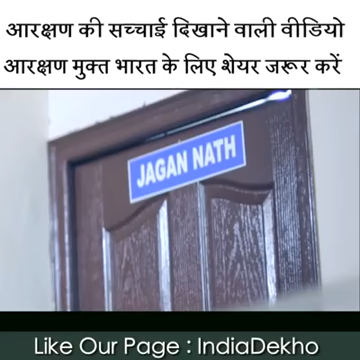 आरक्षण की सच्चाई दिखाने वाली वीडियो
आरक्षण मुक्त भारत के लिए शेयर जरूर करें
JAGAN NATH
Like Our Page : IndiaDekho